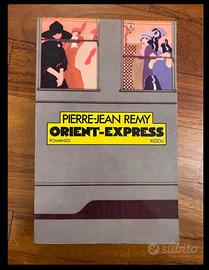 PIERRE-JEAN REMY
ORIENT-EXPRESS
ROMANZO RIZZOLI
subito